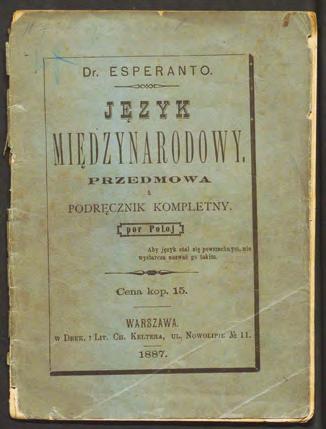 Dr. ESPERANTO.
JĘZYK
MIĘDZYNARODOWY.
PRZEDMOWA
i
PODRĘCZNIK KOMPLETNY.
por Poloj
Aby język stał się powszechnym, nie
wystarcza nazwać go takim.
Cena kop. 15.
WARSZAWA.
w Druk. i Lit. Ch. Keltera, ul. Nowolipie № 11.
1887.